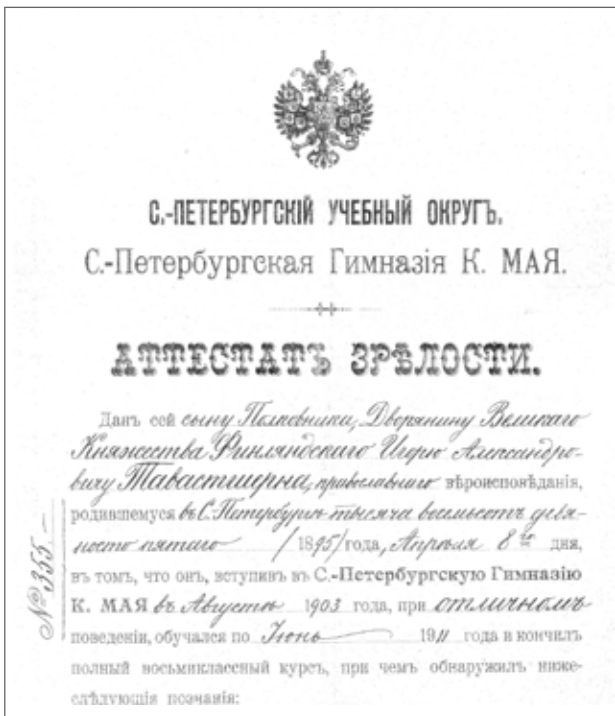 С.-ПЕТЕРБУРГСКІЙ УЧЕБНЫЙ ОКРУГЪ.
С.-Петербургская Гимназія К. МАЯ.
АТТЕСТАТЪ ЗРѢЛОСТИ.
Данъ сей сыну Полковника, Дворянину Великаго
Княжества Финляндскаго Игорю Александро-
вичу Тавастшерна, православнаго вѣроисповѣданія,
родившемуся въ С. Петербургѣ тысяча восемьсотъ девя-
носто пятаго /1895/ года, Апрѣля 8го дня,
въ томъ, что онъ, вступивъ въ С.-Петербургскую Гимназію
К. МАЯ въ Августѣ 1903 года, при отличномъ
поведеніи, обучался по Іюнь 1911 года и кончилъ
полный восьмиклассный курсъ, при чемъ обнаружилъ ниже-
слѣдующія познанія:
№ 355.—